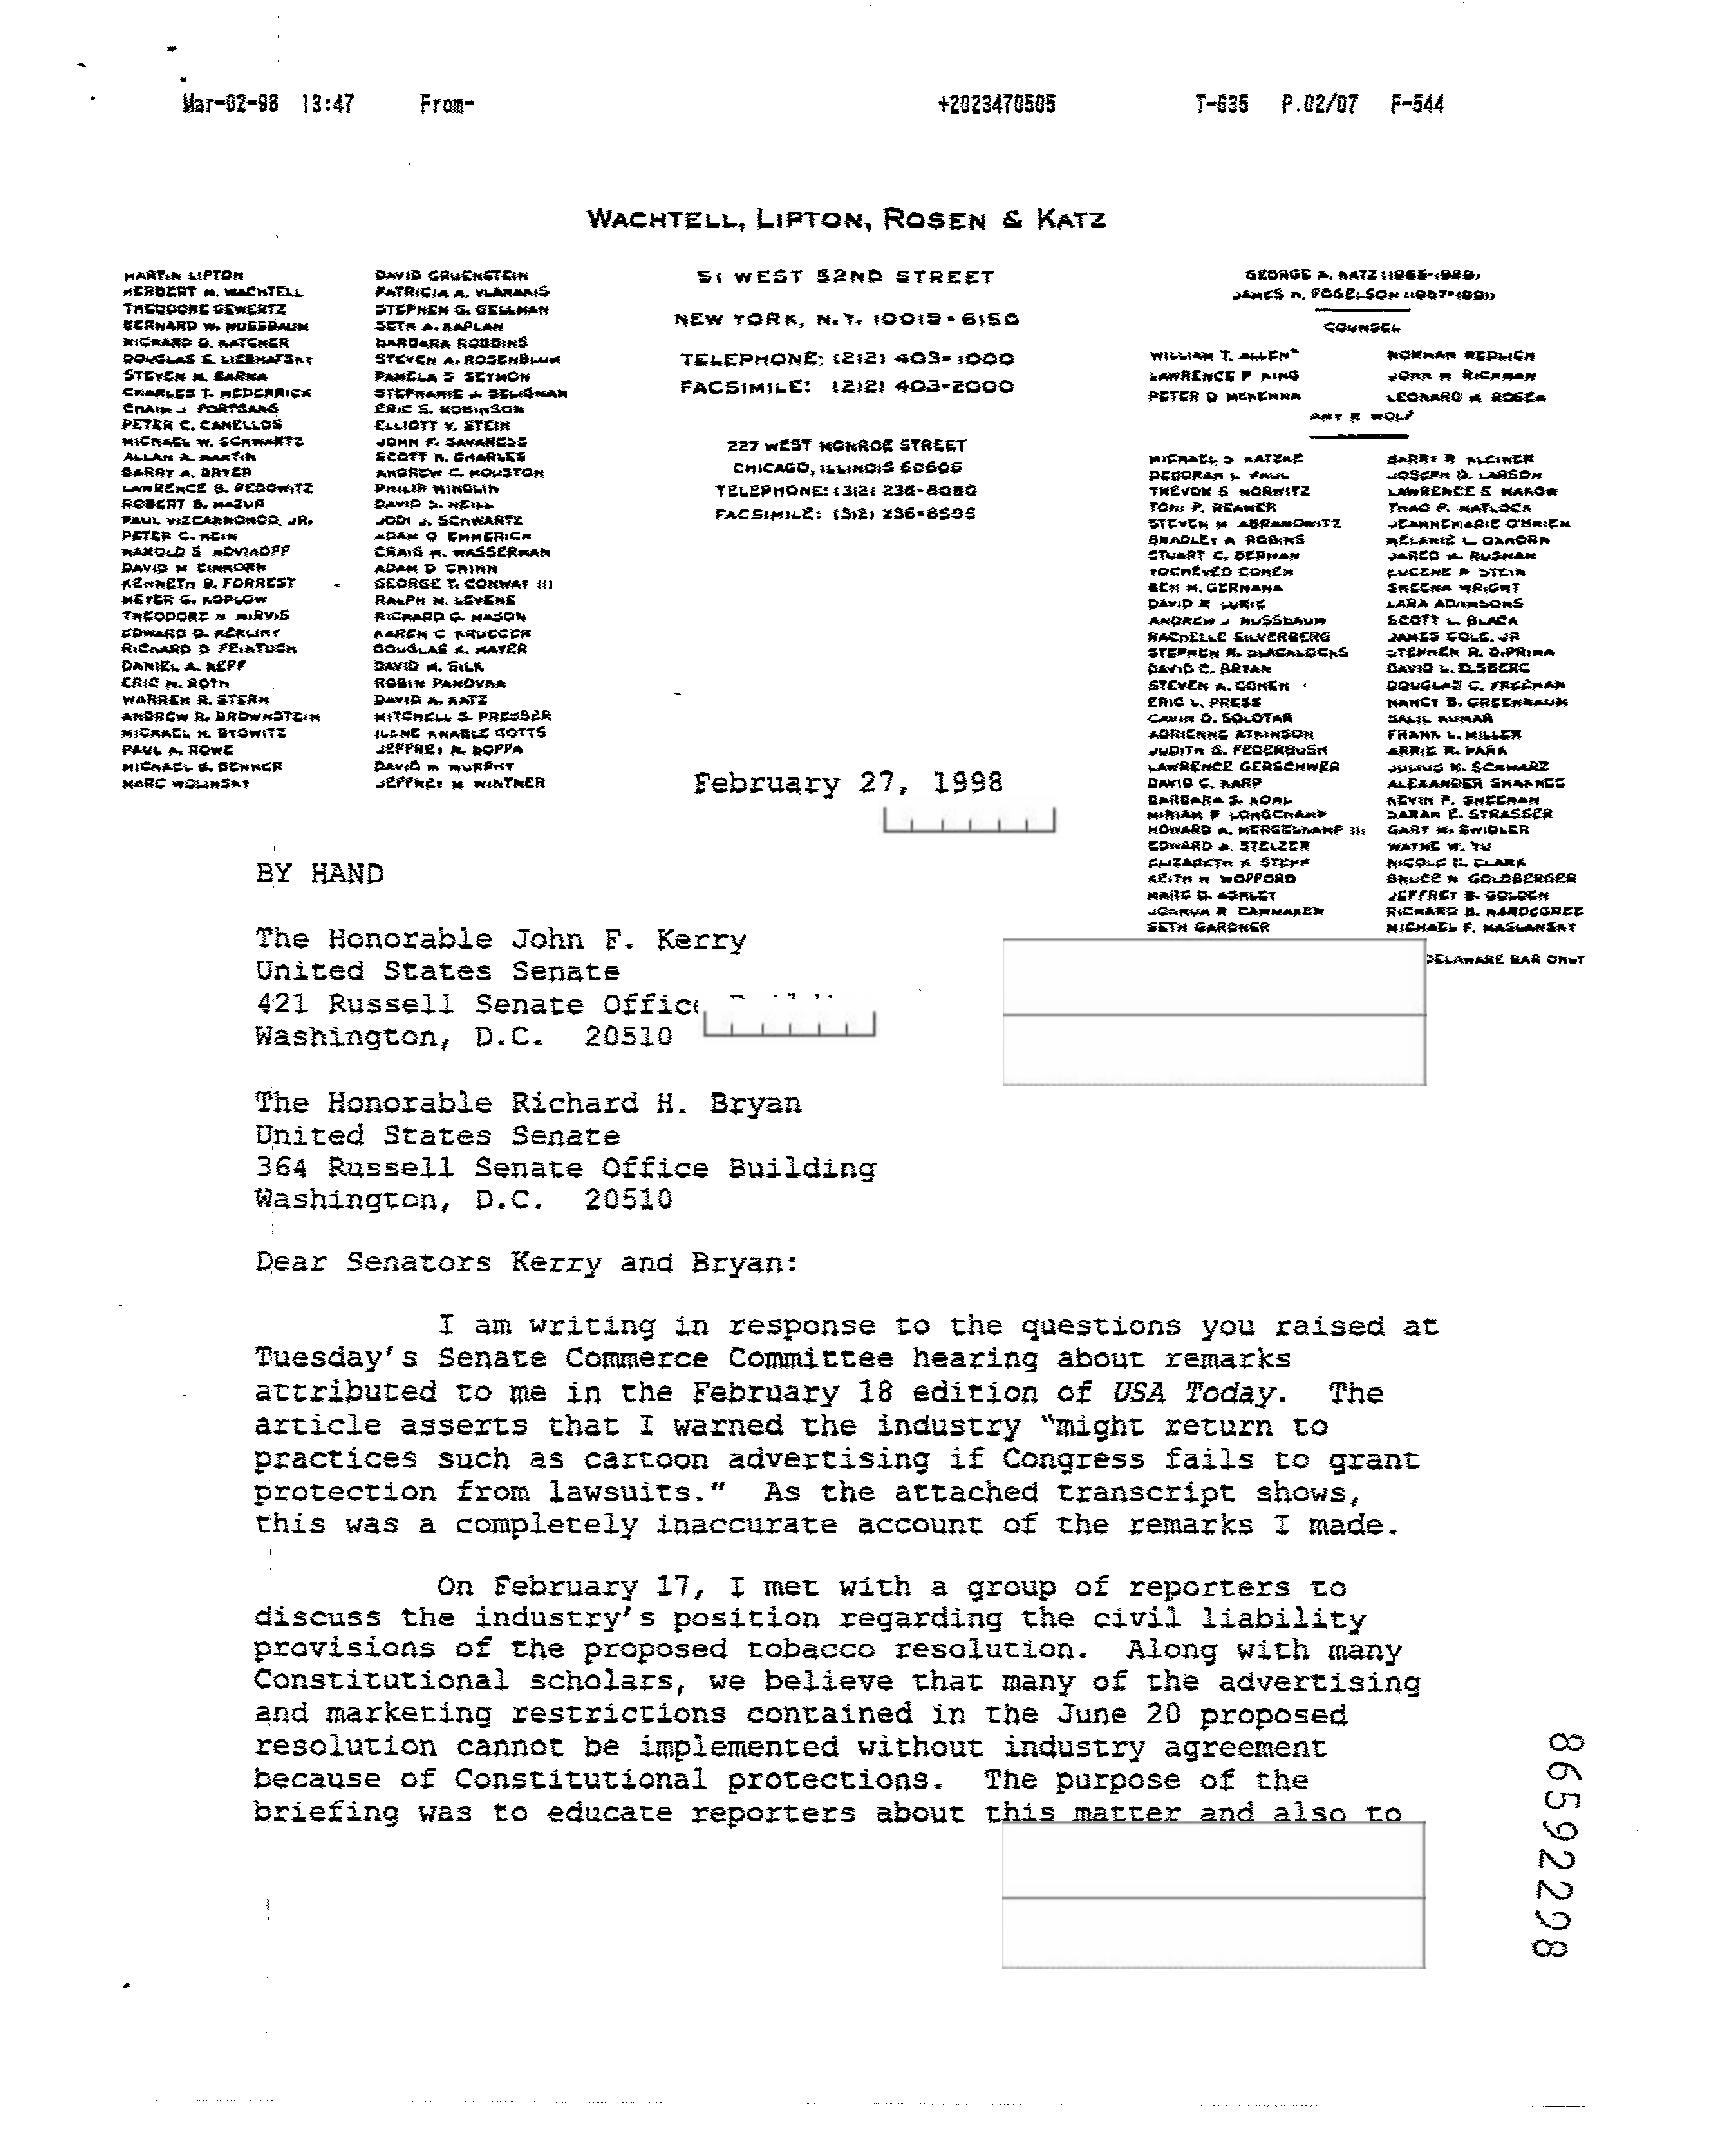 Mar-02-98 13:47 From- +2023470505 T-635 P.02/07 F-544
WACHTELL, LIPTON, ROSEN & KATZ
MARTIN LIPTON
HERBERT M. WACHTELL
THEODORE GEWERTZ
BERNARD W. NUSSBAUM
RICHARD D. KATCHER
DOUGLAS S. LIEBHAFSKY
STEVEN M. BARNA
CHARLES T. HEDERRICK
CHAIM J. FORTGANG
PETER C. CANELLOS
MICHAEL W. SCHWARTZ
ALLAN A. MARTIN
BARRY A. BRYER
LAWRENCE B. PEDOWITZ
ROBERT B. MAZUR
PAUL VIZCARRONDO, JR.
PETER C. HEIN
HAROLD S. NOVIKOFF
DAVID M. EINHORN
KENNETH B. FORREST
MEYER G. KOPLOW
THEODORE N. MIRVIS
EDWARD D. HERLIHY
RICHARD D. FEINTUCH
DANIEL A. NEFF
ERIC M. ROTH
WARREN R. STERN
ANDREW R. BROWNSTEIN
MICHAEL H. BYOWITZ
PAUL K. ROWE
MICHAEL B. BENNER
MARC WOLINSKY
DAVID GRUENSTEIN
PATRICIA A. VLAHAKIS
STEPHEN G. GELLMAN
SETH A. KAPLAN
BARBARA ROBBINS
STEVEN A. ROSENBLUM
PAMELA S. SEYMON
STEPHANIE J. SELIGMAN
ERIC S. ROBINSON
ELLIOTT V. STEIN
JOHN F. SAVARESE
SCOTT K. CHARLES
ANDREW C. HOUSTON
PHILIP MINDLIN
DAVID S. NEILL
JODI J. SCHWARTZ
ADAM O. EMMERICH
CRAIG M. WASSERMAN
ADAM D. CHINN
GEORGE T. CONWAY III
RALPH M. LEVENE
RICHARD G. MASON
KAREN G. KRUEGER
DOUGLAS K. MAYER
DAVID M. SILK
ROBIN PANOVKA
DAVID A. KATZ
MITCHELL S. PRESSER
ILENE KNABLE GOTTS
JEFFREY R. BOFFA
DAVID M. MURPHY
JEFFREY M. WINTNER
51 WEST 52ND STREET
NEW YORK, N.Y. 10019-6150
TELEPHONE: (212) 403-1000
FACSIMILE: (212) 403-2000
227 WEST MONROE STREET
CHICAGO, ILLINOIS 60606
TELEPHONE: (312) 236-8080
FACSIMILE: (312) 236-8535
GEORGE A. KATZ (1965-1989)
JAMES H. FOGELSON (1967-1991)
COUNSEL
WILLIAM T. ALLEN* NORMAN REDLICH
LAWRENCE P. KING JOHN M. RICHMAN
PETER D. MCKENNA LEONARD M. ROSEN
AMY R. WOLF
MICHAEL S. KATZKE
DEBORAH L. PAUL
TREVOR S. NORWITZ
TONI P. REAMER
STEVEN M. ABRAMOWITZ
BRADLEY R. ROBINS
STUART C. BERMAN
YOCHEVED COHEN
BEN M. GERMANA
DAVID R. LURIE
ANDREW J. NUSSBAUM
RACHELLE SILVERBERG
STEPHEN R. BLACKLOCKS
DAVID C. BRYAN
STEVEN A. COHEN
ERIC L. PRESS
GAVIN D. SOLOTAR
ADRIENNE ATKINSON
JUDITH S. FEDERBUSH
LAWRENCE GERSCHWER
DAVID C. KARP
BARBARA S. KOHL
MIRIAM P. LONGCHAMP
HOWARD A. MERGELKAMP III
EDWARD A. STELZER
ELIZABETH K. STEPP
KEITH H. WOFFORD
MARC D. ASHLEY
JOSHUA R. CAMMAKER
SETH GARDNER
BARRY R. KLEINER
JOSEPH D. LARSON
LAWRENCE S. MAKOW
THAO P. MATLOCK
JEANNEMARIE O'BRIEN
MELANIE L. OXHORN
JARED M. RUSMAN
EUGENE P. STEIN
SHEENA WRIGHT
LARA ADAMSONS
SCOTT L. BLACK
JAMES COLE, JR.
STEPHEN R. DIPRIMA
DAVID L. ELSBERG
DOUGLAS C. FREEMAN
NANCY B. GREENBAUM
SALIL KUMAR
FRANK L. MILLER
ARRIE R. PARK
JULIUS M. SCHWARZ
ALEXANDER SHAKNES
KEVIN P. SHEEHAN
SARAH E. STRASSER
GARY M. SWIDLER
WAYNE W. YU
NICOLE E. CLARK
BRUCE N. GOLDBERGER
JEFFREY B. GOLDEN
RICHARD B. HARDEGREE
MICHAEL F. MASLANSKY
DELAWARE BAR ONLY
February 27, 1998
BY HAND
The Honorable John F. Kerry
United States Senate
421 Russell Senate Office
Washington, D.C. 20510
The Honorable Richard H. Bryan
United States Senate
364 Russell Senate Office Building
Washington, D.C. 20510
Dear Senators Kerry and Bryan:
I am writing in response to the questions you raised at
Tuesday's Senate Commerce Committee hearing about remarks
attributed to me in the February 18 edition of USA Today. The
article asserts that I warned the industry "might return to
practices such as cartoon advertising if Congress fails to grant
protection from lawsuits." As the attached transcript shows,
this was a completely inaccurate account of the remarks I made.
On February 17, I met with a group of reporters to
discuss the industry's position regarding the civil liability
provisions of the proposed tobacco resolution. Along with many
Constitutional scholars, we believe that many of the advertising
and marketing restrictions contained in the June 20 proposed
resolution cannot be implemented without industry agreement
because of Constitutional protections. The purpose of the
briefing was to educate reporters about this matter and also to
86592298